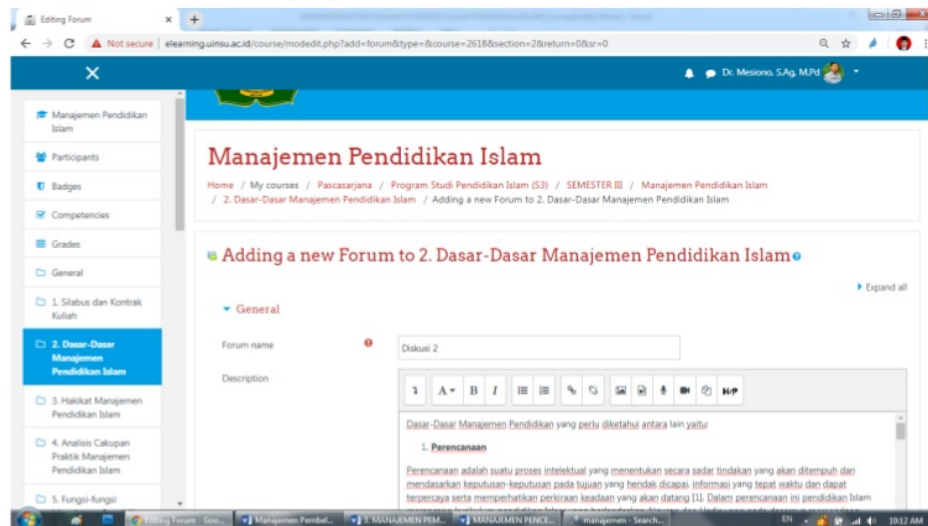 Editing Forum
Not secure | elearning.uinsu.ac.id/course/modedit.php?add=forum&type=&course=2618&section=2&return=0&sr=0
Dr. Mesiono. S.Ag. M.Pd
Manajemen Pendidikan
Islam
Participants
Badges
Competencies
Grades
General
1. Silabus dan Kontrak
Kuliah
2. Dasar-Dasar
Manajemen
Pendidikan Islam
3. Hakikat Manajemen
Pendidikan Islam
4. Analisis Cakupan
Praktik Manajemen
Pendidikan Islam
5. Fungsi-fungsi
Manajemen Pendidikan Islam
Home / My courses / Pascasarjana / Program Studi Pendidikan Islam (S3) / SEMESTER III / Manajemen Pendidikan Islam
/ 2. Dasar-Dasar Manajemen Pendidikan Islam / Adding a new Forum to 2. Dasar-Dasar Manajemen Pendidikan Islam
Adding a new Forum to 2. Dasar-Dasar Manajemen Pendidikan Islam
Expand all
General
Forum name
Diskusi 2
Description
A B I H-P
Dasar-Dasar Manajemen Pendidikan yang perlu diketahui antara lain yaitu:
1. Perencanaan
Perencanaan adalah suatu proses intelektual yang menentukan secara sadar tindakan yang akan ditempuh dan
mendasarkan keputusan-keputusan pada tujuan yang hendak dicapai, informasi yang tepat waktu dan dapat
terpercaya serta memperhatikan perkiraan keadaan yang akan datang [1]. Dalam perencanaan ini pendidikan Islam
Editing Forum - Goo...
Manajemen Pembel...
1. MANAJEMEN PEM...
MANAJEMEN PENCE...
manajemen - Search...
EN
10:12 AM